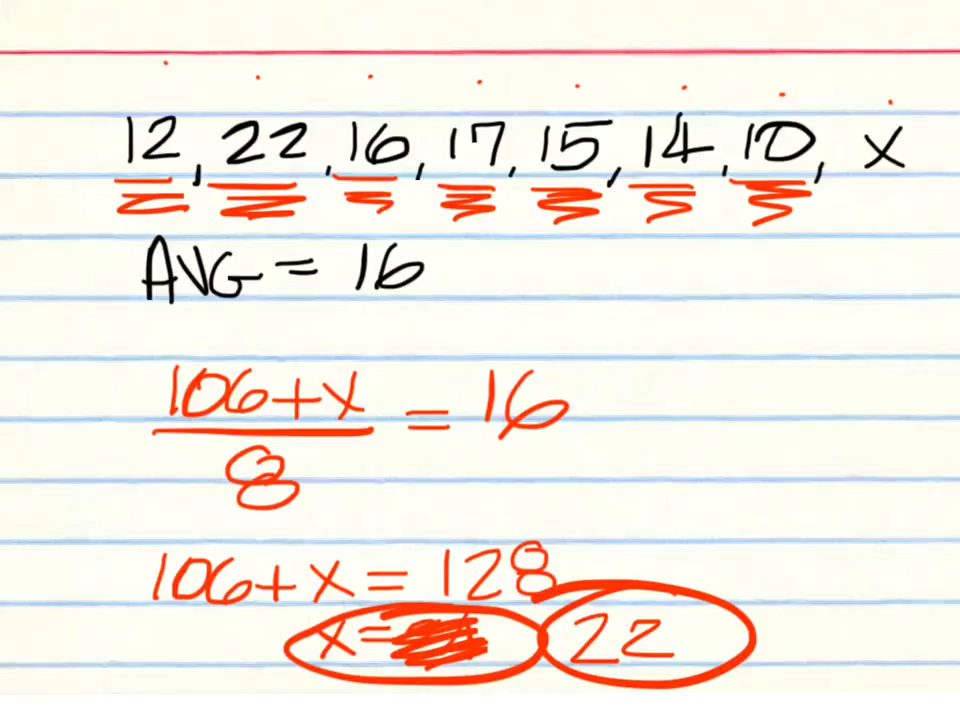 12, 22, 16, 17, 15, 14, 10, X
AVG = 16
106+X
8
= 16
106+X = 128
X =
22